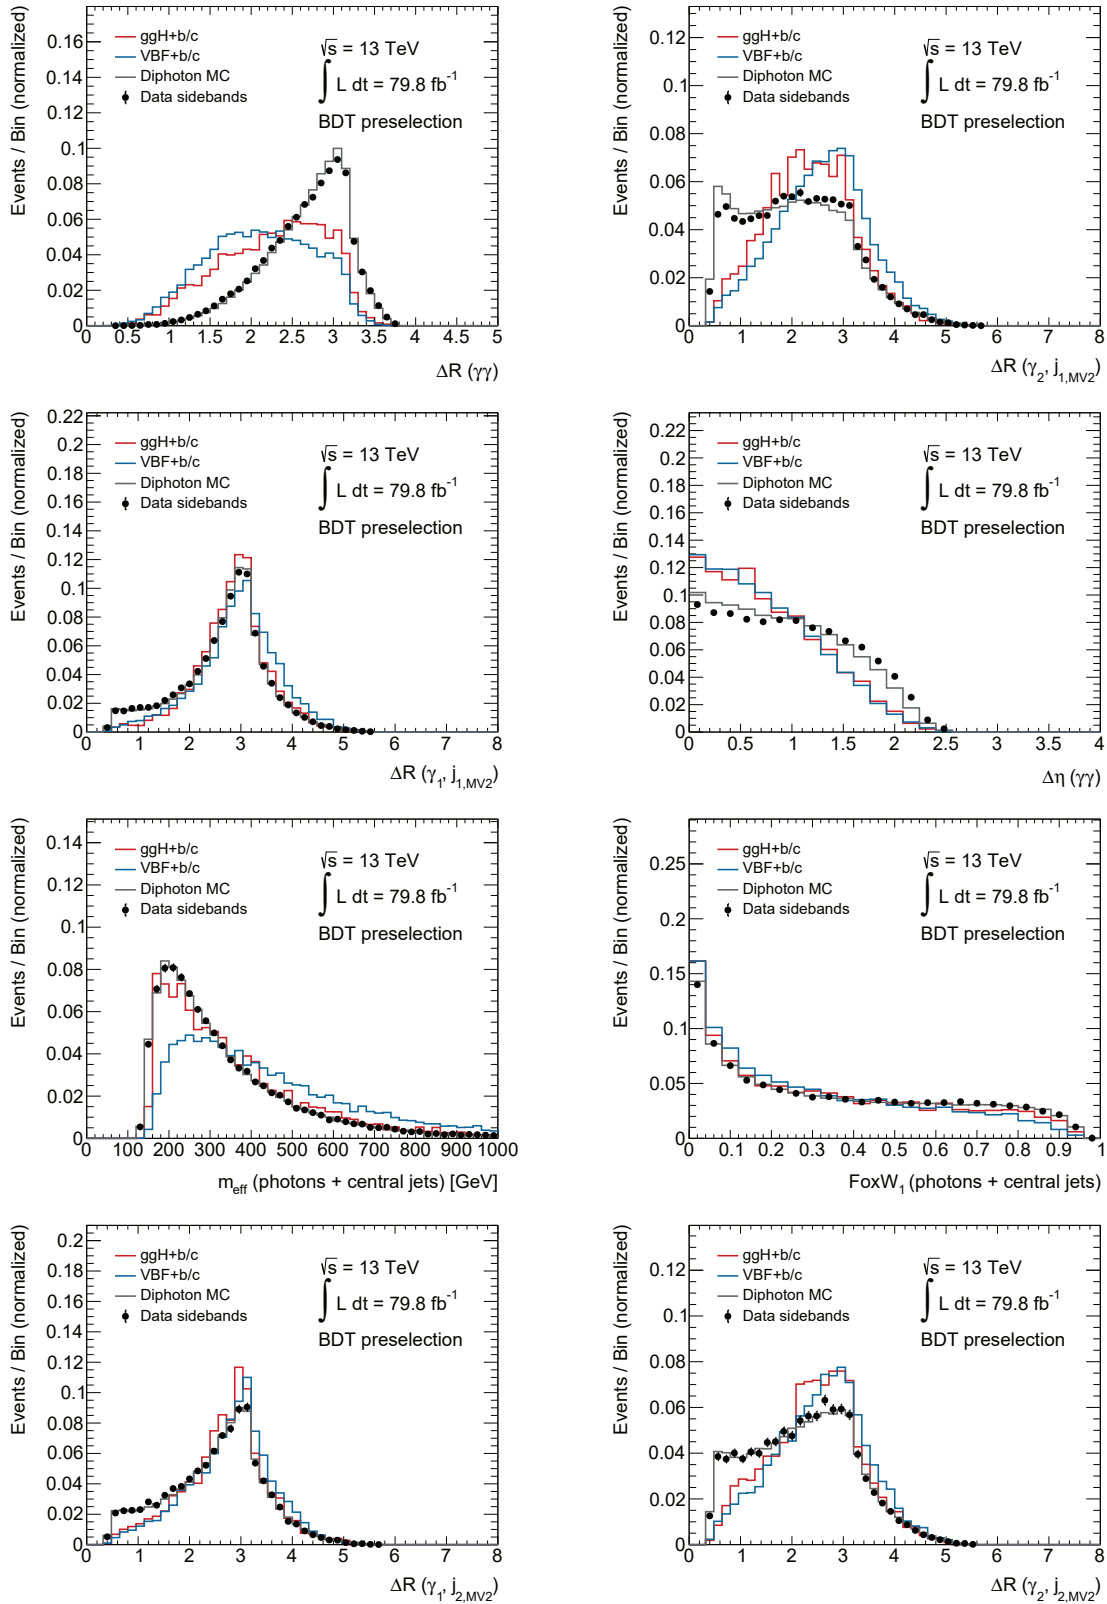 Events / Bin (normalized)
0.16
0.14
0.12
0.1
0.08
0.06
0.04
0.02
0
ggH+b/c
VBF+b/c
Diphoton MC
Data sidebands
√s = 13 TeV
∫ L dt = 79.8 fb⁻¹
BDT preselection
0 0.5 1 1.5 2 2.5 3 3.5 4 4.5 5
ΔR (γγ)
Events / Bin (normalized)
0.12
0.1
0.08
0.06
0.04
0.02
0
ggH+b/c
VBF+b/c
Diphoton MC
Data sidebands
√s = 13 TeV
∫ L dt = 79.8 fb⁻¹
BDT preselection
0 1 2 3 4 5 6 7 8
ΔR (γ₂, j₁,MV2)
Events / Bin (normalized)
0.22
0.2
0.18
0.16
0.14
0.12
0.1
0.08
0.06
0.04
0.02
0
ggH+b/c
VBF+b/c
Diphoton MC
Data sidebands
√s = 13 TeV
∫ L dt = 79.8 fb⁻¹
BDT preselection
0 1 2 3 4 5 6 7 8
ΔR (γ₁, j₁,MV2)
Events / Bin (normalized)
0.22
0.2
0.18
0.16
0.14
0.12
0.1
0.08
0.06
0.04
0.02
0
ggH+b/c
VBF+b/c
Diphoton MC
Data sidebands
√s = 13 TeV
∫ L dt = 79.8 fb⁻¹
BDT preselection
0 0.5 1 1.5 2 2.5 3 3.5 4
Δη (γγ)
Events / Bin (normalized)
0.14
0.12
0.1
0.08
0.06
0.04
0.02
0
ggH+b/c
VBF+b/c
Diphoton MC
Data sidebands
√s = 13 TeV
∫ L dt = 79.8 fb⁻¹
BDT preselection
0 100 200 300 400 500 600 700 800 900 1000
m_eff (photons + central jets) [GeV]
Events / Bin (normalized)
0.25
0.2
0.15
0.1
0.05
0
ggH+b/c
VBF+b/c
Diphoton MC
Data sidebands
√s = 13 TeV
∫ L dt = 79.8 fb⁻¹
BDT preselection
0 0.1 0.2 0.3 0.4 0.5 0.6 0.7 0.8 0.9 1
FoxW₁ (photons + central jets)
Events / Bin (normalized)
0.2
0.18
0.16
0.14
0.12
0.1
0.08
0.06
0.04
0.02
0
ggH+b/c
VBF+b/c
Diphoton MC
Data sidebands
√s = 13 TeV
∫ L dt = 79.8 fb⁻¹
BDT preselection
0 1 2 3 4 5 6 7 8
ΔR (γ₁, j₂,MV2)
Events / Bin (normalized)
0.12
0.1
0.08
0.06
0.04
0.02
0
ggH+b/c
VBF+b/c
Diphoton MC
Data sidebands
√s = 13 TeV
∫ L dt = 79.8 fb⁻¹
BDT preselection
0 1 2 3 4 5 6 7 8
ΔR (γ₂, j₂,MV2)